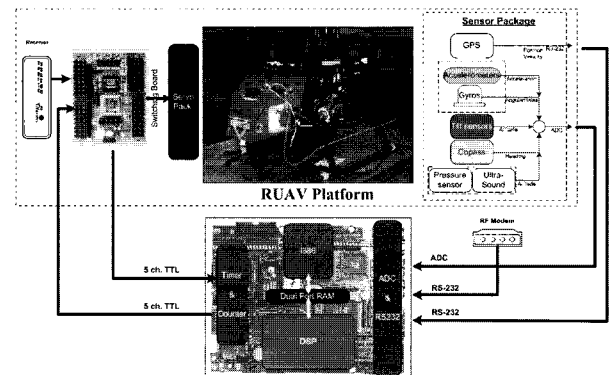 Sensor Package
Receiver
GPS
Position
Velocity
RS-232
Switching Board
Servo
Pack
Accelerometers
Gyros
Tilt sensors
ADC
Copass
Heading
Pressure
sensor
Ultra-
Sound
RUAV Platform
RF Modem
ADC
5 ch. TTL
Timer
&
Counter
Dual Port RAM
ADC
&
RS232
RS-232
5 ch. TTL
RS-232
DSP